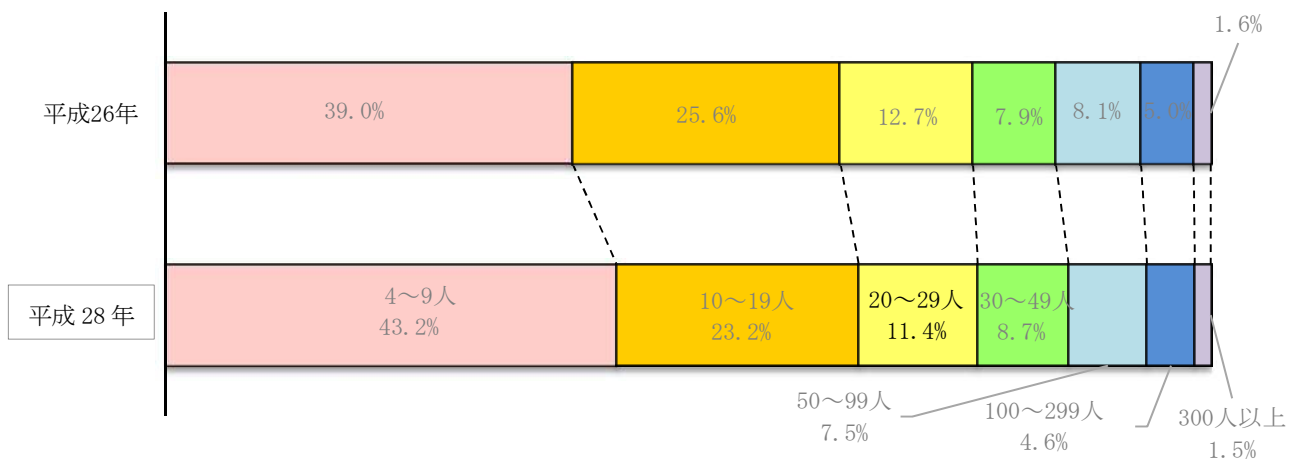 1.6%
平成26年
39.0%
25.6%
12.7%
7.9%
8.1%
5.0%
平成 28 年
4～9人
43.2%
10～19人
23.2%
20～29人
11.4%
30～49人
8.7%
50～99人
7.5%
100～299人
4.6%
300人以上
1.5%